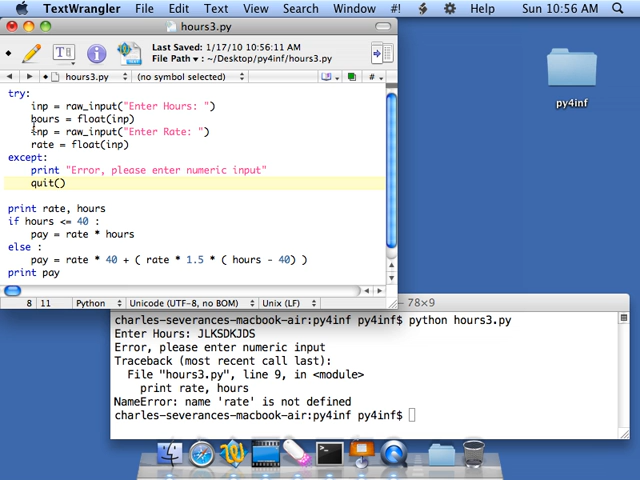 TextWrangler File Edit Text View Search Window #! Help Sun 10:56 AM
hours3.py
Last Saved: 1/17/10 10:56:11 AM
File Path ▾: ~/Desktop/py4inf/hours3.py
hours3.py (no symbol selected) #
try:
inp = raw_input("Enter Hours: ")
hours = float(inp)
inp = raw_input("Enter Rate: ")
rate = float(inp)
except:
print "Error, please enter numeric input"
quit()
print rate, hours
if hours <= 40 :
pay = rate * hours
else :
pay = rate * 40 + ( rate * 1.5 * ( hours - 40) )
print pay
8 11 Python Unicode (UTF-8, no BOM) Unix (LF)
py4inf
— 78×9
charles-severances-macbook-air:py4inf py4inf$ python hours3.py
Enter Hours: JLKSDKJDS
Error, please enter numeric input
Traceback (most recent call last):
File "hours3.py", line 9, in <module>
print rate, hours
NameError: name 'rate' is not defined
charles-severances-macbook-air:py4inf py4inf$